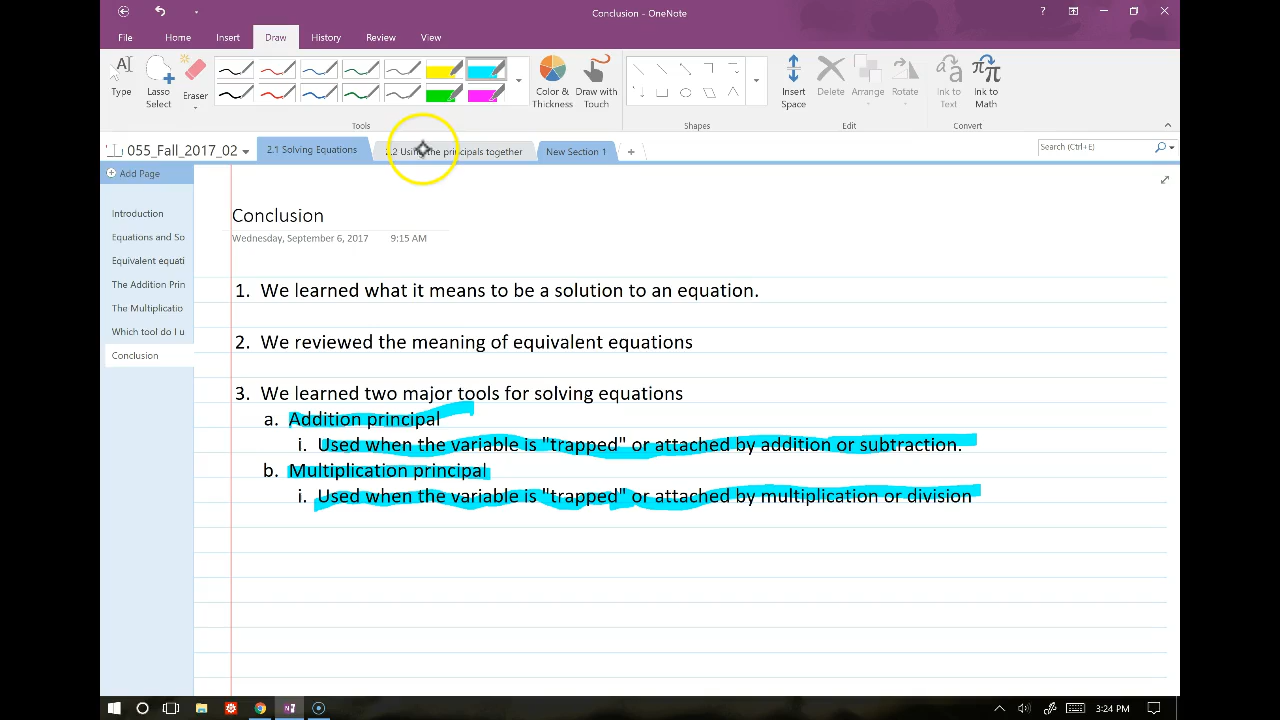 Conclusion - OneNote
?
File Home Insert Draw History Review View
Type
Lasso Select
Eraser
Color & Thickness
Draw with Touch
Insert Space
Delete
Arrange
Rotate
Ink to Text
Ink to Math
Tools
Shapes
Edit
Convert
055_Fall_2017_02
2.1 Solving Equations
2.2 Using the principals together
New Section 1
Search (Ctrl+E)
Add Page
Introduction
Equations and So
Equivalent equati
The Addition Prin
The Multiplicatio
Which tool do I u
Conclusion
Conclusion
Wednesday, September 6, 2017 9:15 AM
1. We learned what it means to be a solution to an equation.
2. We reviewed the meaning of equivalent equations
3. We learned two major tools for solving equations
a. Addition principal
i. Used when the variable is "trapped" or attached by addition or subtraction.
b. Multiplication principal
i. Used when the variable is "trapped" or attached by multiplication or division
3:24 PM